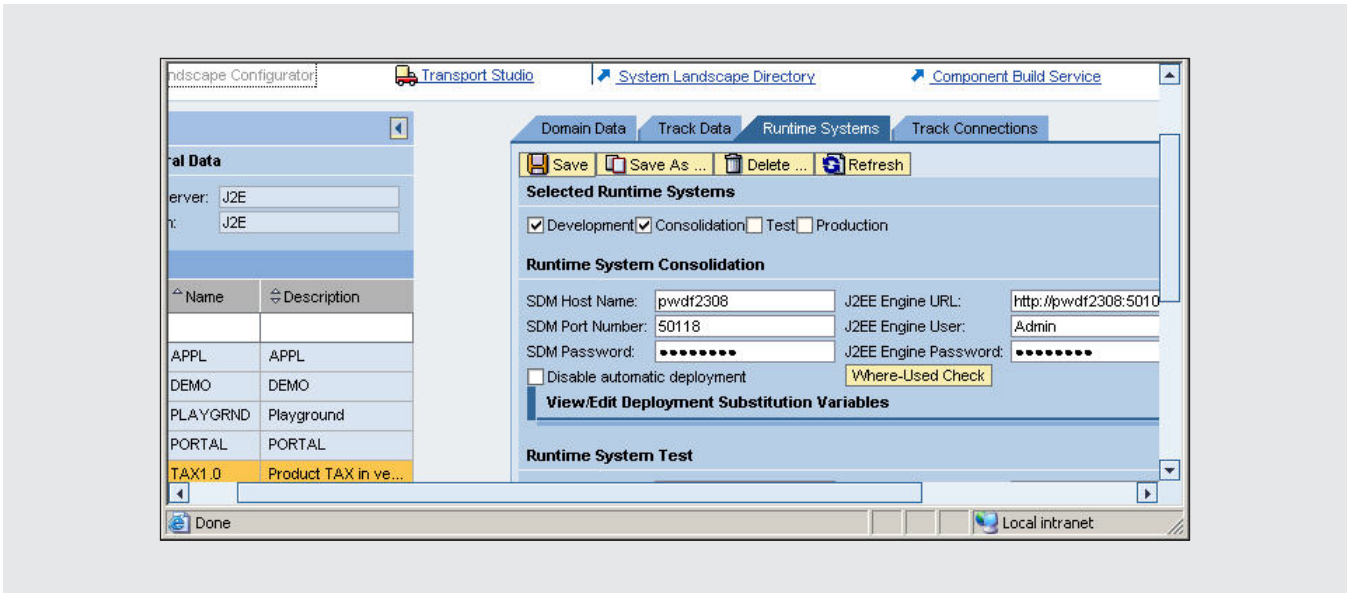 ndscape Configurator Transport Studio System Landscape Directory Component Build Service
Domain Data Track Data Runtime Systems Track Connections
ral Data
Save Save As ... Delete ... Refresh
erver: J2E
Selected Runtime Systems
n: J2E
Development Consolidation Test Production
Runtime System Consolidation
Name Description
SDM Host Name: pwdf2308 J2EE Engine URL: http://pwdf2308:5010
SDM Port Number: 50118 J2EE Engine User: Admin
SDM Password: J2EE Engine Password:
APPL APPL
Disable automatic deployment Where-Used Check
DEMO DEMO
View/Edit Deployment Substitution Variables
PLAYGRND Playground
PORTAL PORTAL
Runtime System Test
TAX1.0 Product TAX in ve...
Done Local intranet